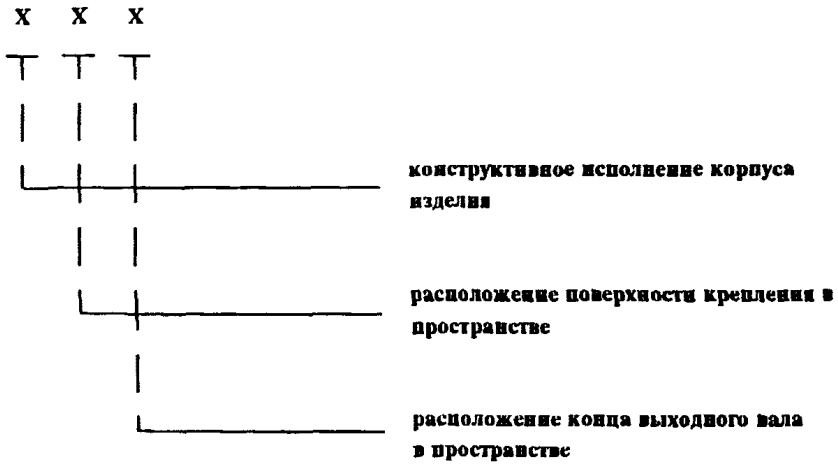 X X X
конструктивное исполнение корпуса
изделия
расположение поверхности крепления в
пространстве
расположение конца выходного вала
в пространстве